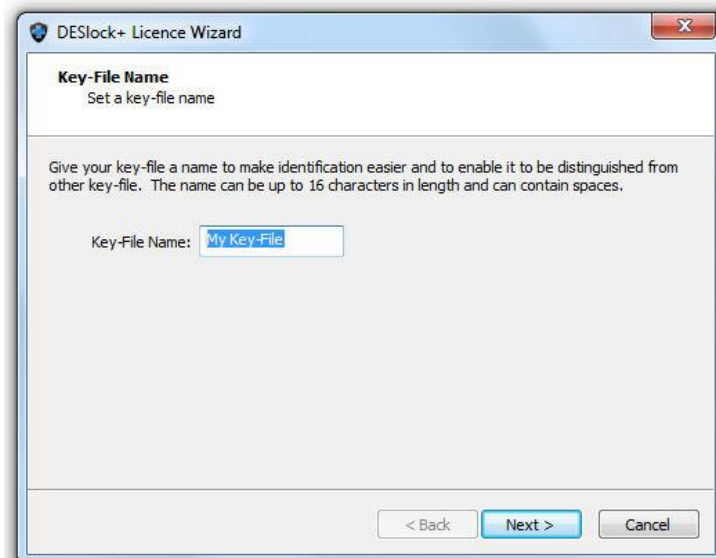 DESlock+ Licence Wizard
X
Key-File Name
Set a key-file name
Give your key-file a name to make identification easier and to enable it to be distinguished from
other key-file. The name can be up to 16 characters in length and can contain spaces.
Key-File Name: My Key-File
< Back Next > Cancel